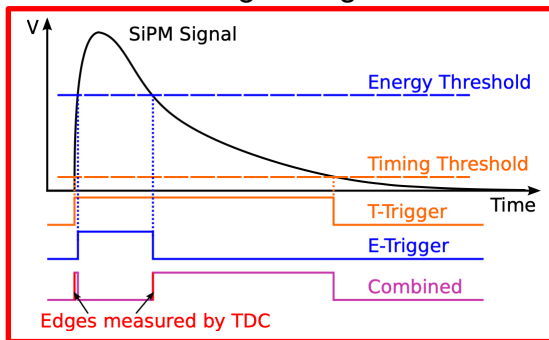 V
SiPM Signal
Energy Threshold
Timing Threshold
Time
T-Trigger
E-Trigger
Combined
Edges measured by TDC